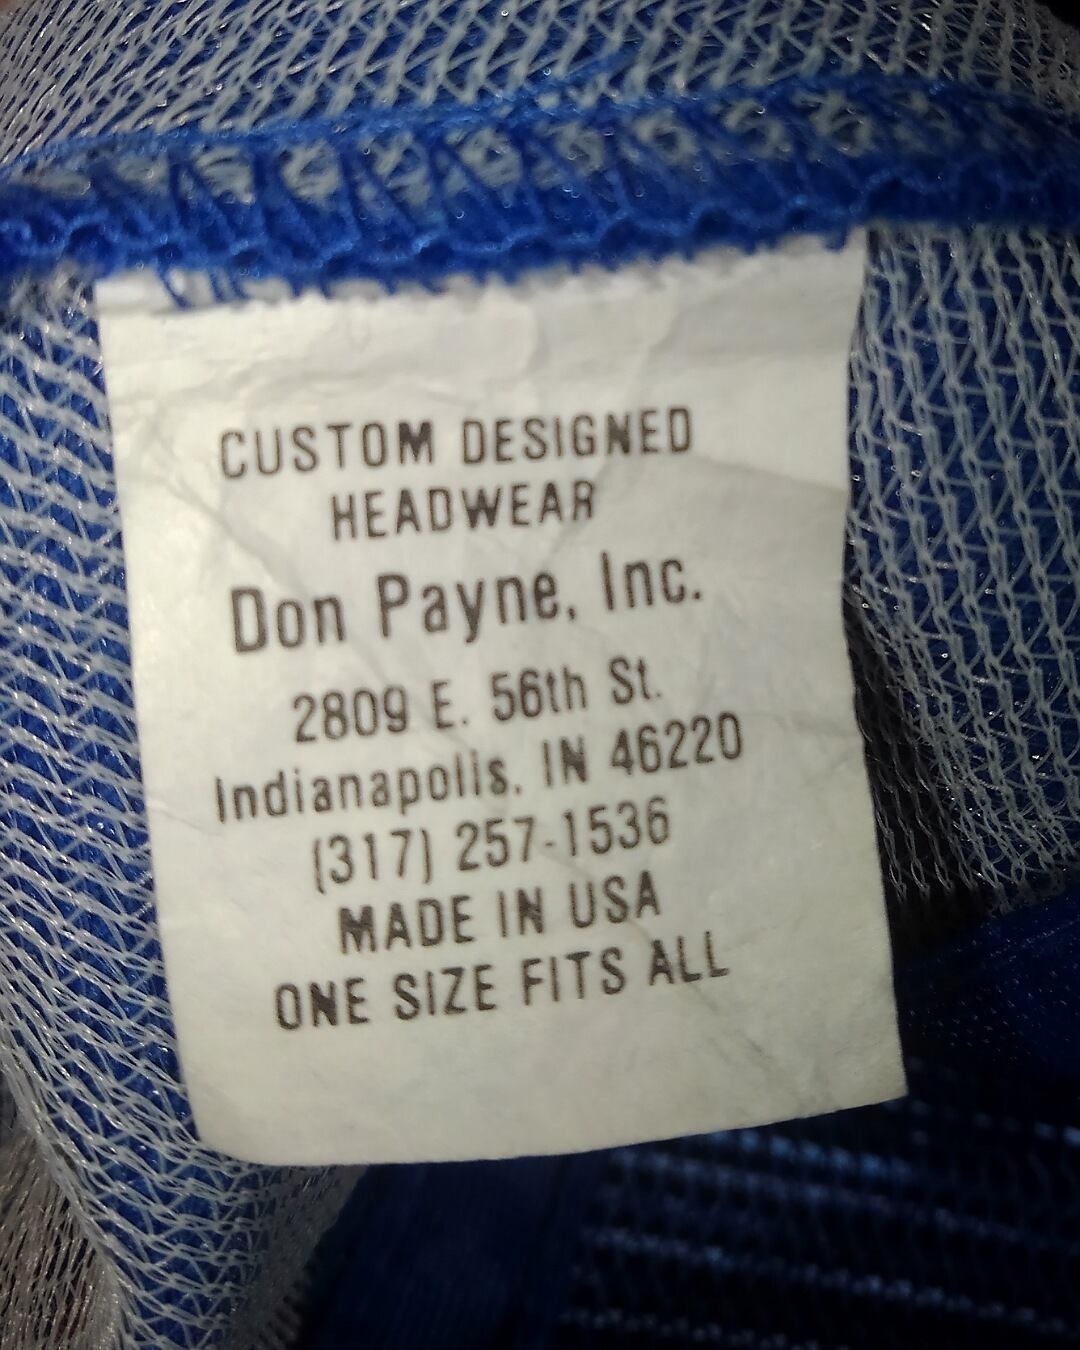 CUSTOM DESIGNED
HEADWEAR
Don Payne, Inc.
2809 E. 56th St.
Indianapolis, IN 46220
(317) 257-1536
MADE IN USA
ONE SIZE FITS ALL